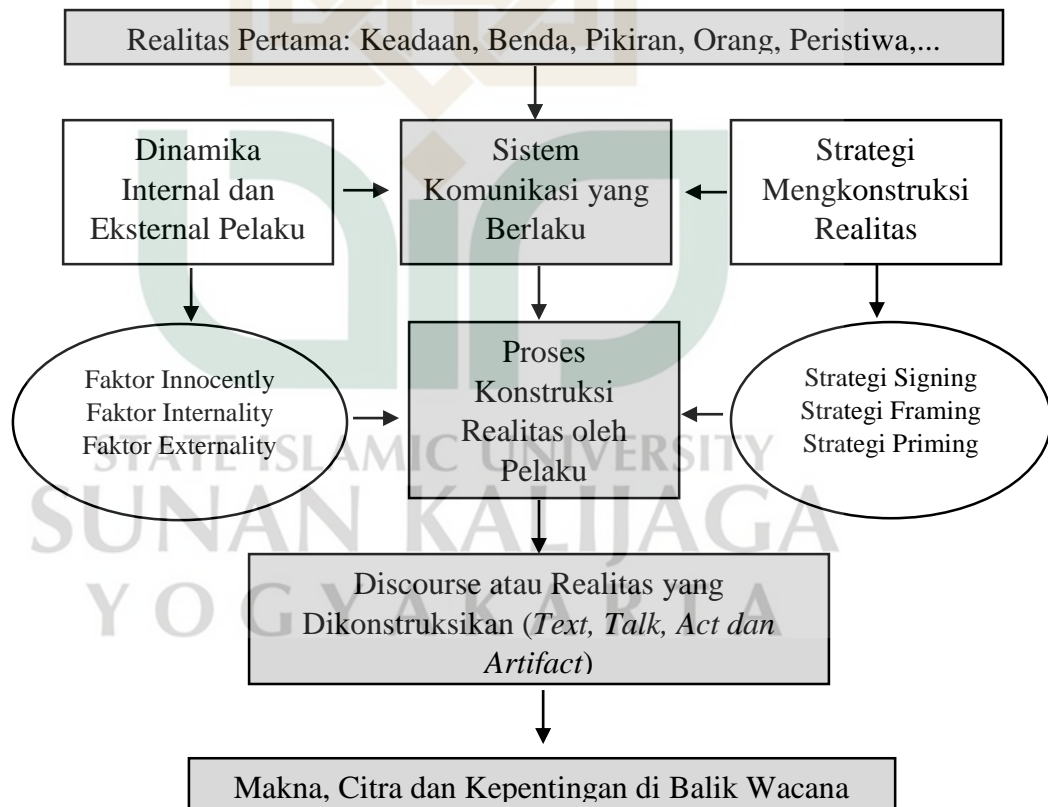 Realitas Pertama: Keadaan, Benda, Pikiran, Orang, Peristiwa,...
Dinamika
Internal dan
Eksternal Pelaku
Sistem
Komunikasi yang
Berlaku
Strategi
Mengkonstruksi
Realitas
Faktor Innocently
Faktor Internality
Faktor Externality
Proses
Konstruksi
Realitas oleh
Pelaku
Strategi Signing
Strategi Framing
Strategi Priming
STATE ISLAMIC UNIVERSITY
SUNAN KALIJAGA
YOGYAKARTA
Discourse atau Realitas yang
Dikonstruksikan (Text, Talk, Act dan
Artifact)
Makna, Citra dan Kepentingan di Balik Wacana